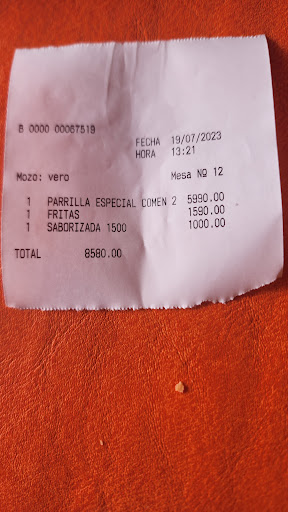 B 0000 00067519
FECHA 19/07/2023
HORA 13:21
Mozo: vero Mesa Nº 12
1 PARRILLA ESPECIAL COMEN 2 5990.00
1 FRITAS 1590.00
1 SABORIZADA 1500 1000.00
TOTAL 8580.00